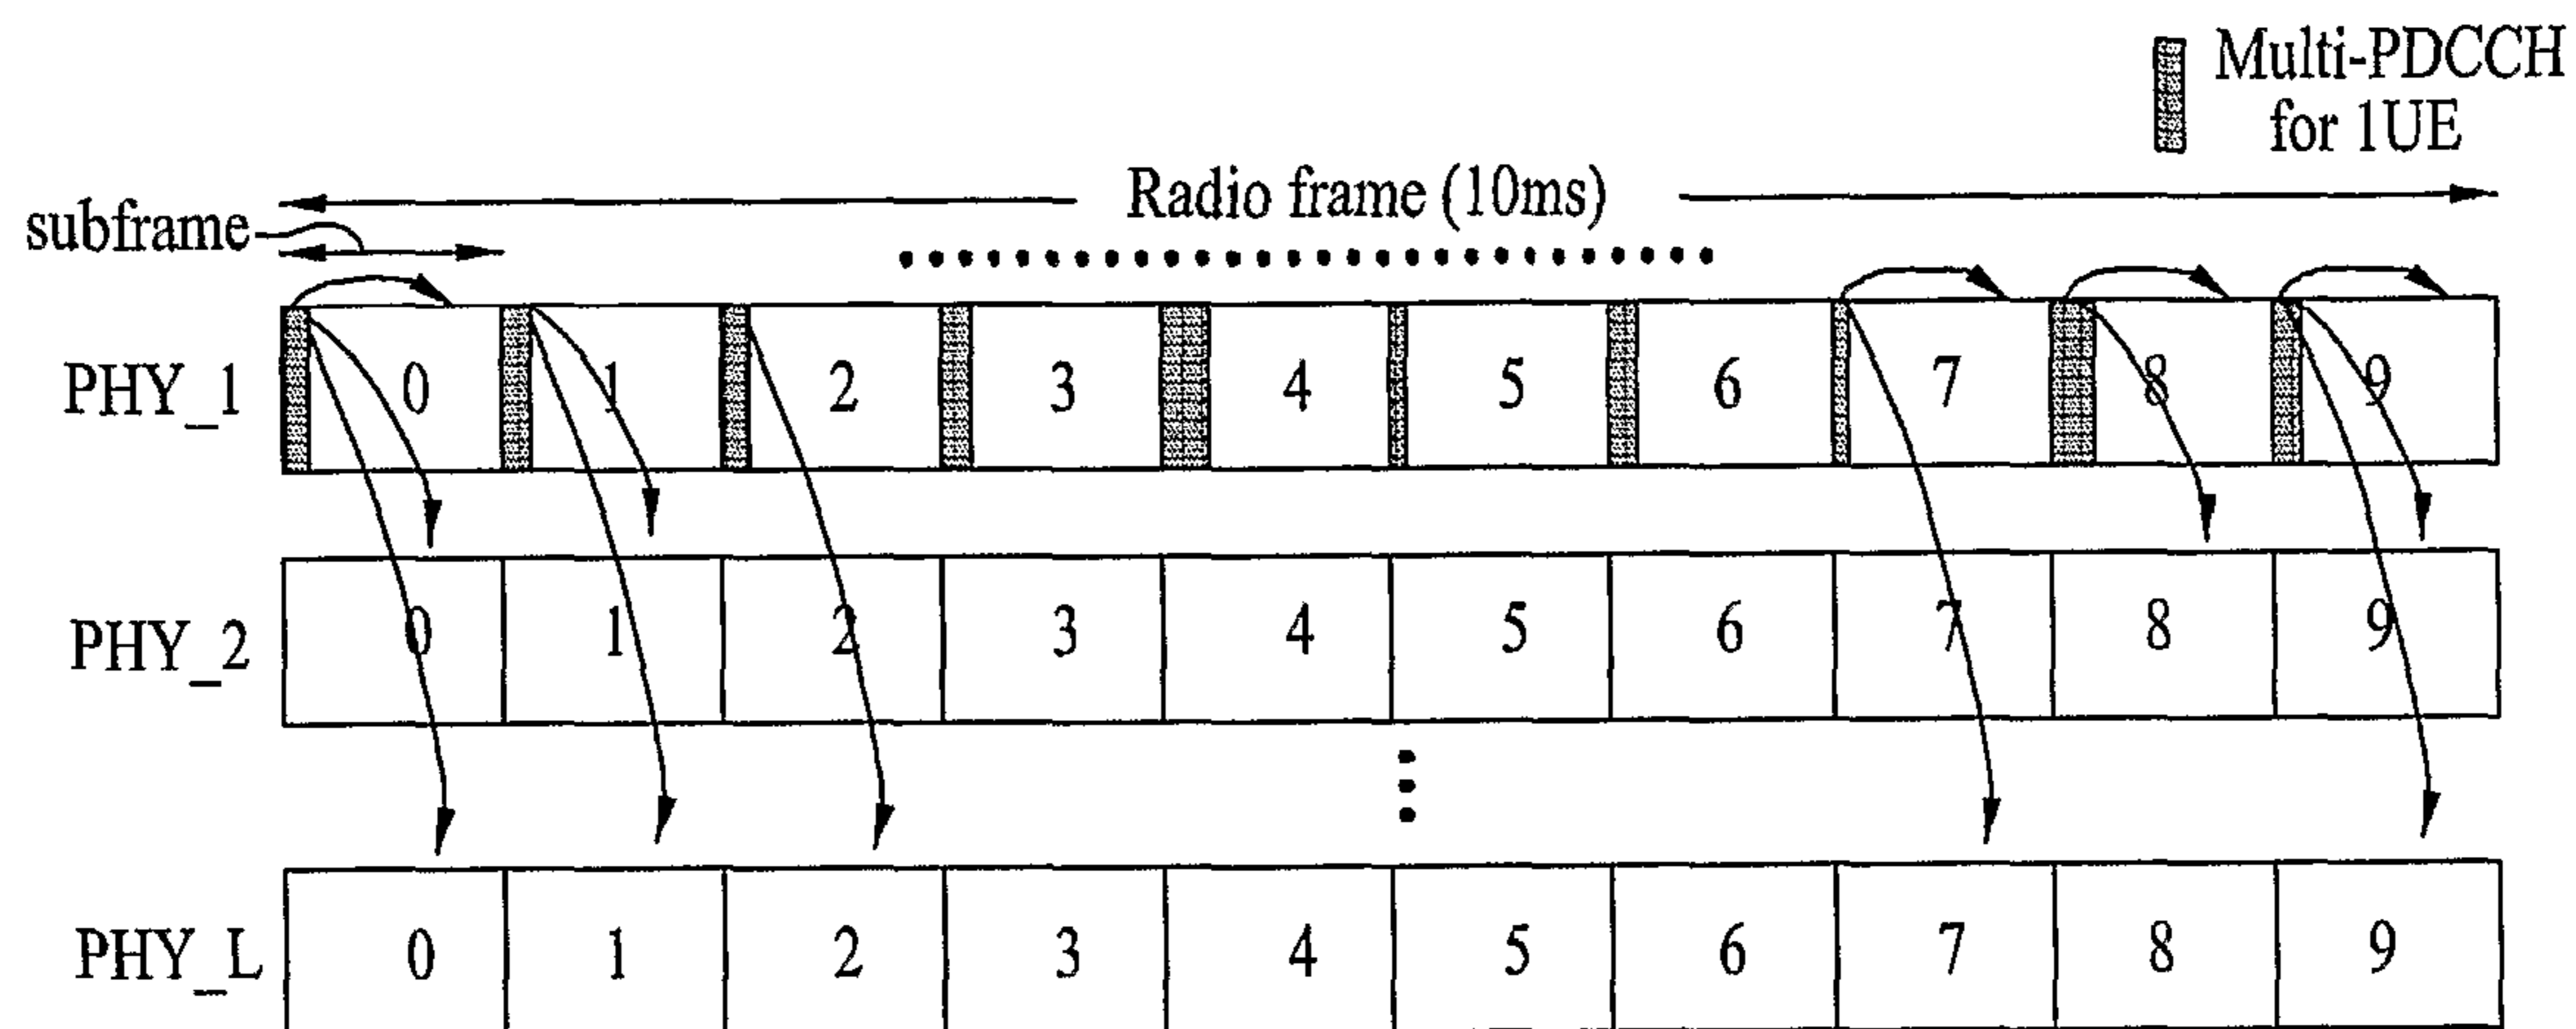 Multi-PDCCH
for 1UE
Radio frame (10ms)
subframe
PHY_1 0 1 2 3 4 5 6 7 8 9
PHY_2 0 1 2 3 4 5 6 7 8 9
PHY_L 0 1 2 3 4 5 6 7 8 9